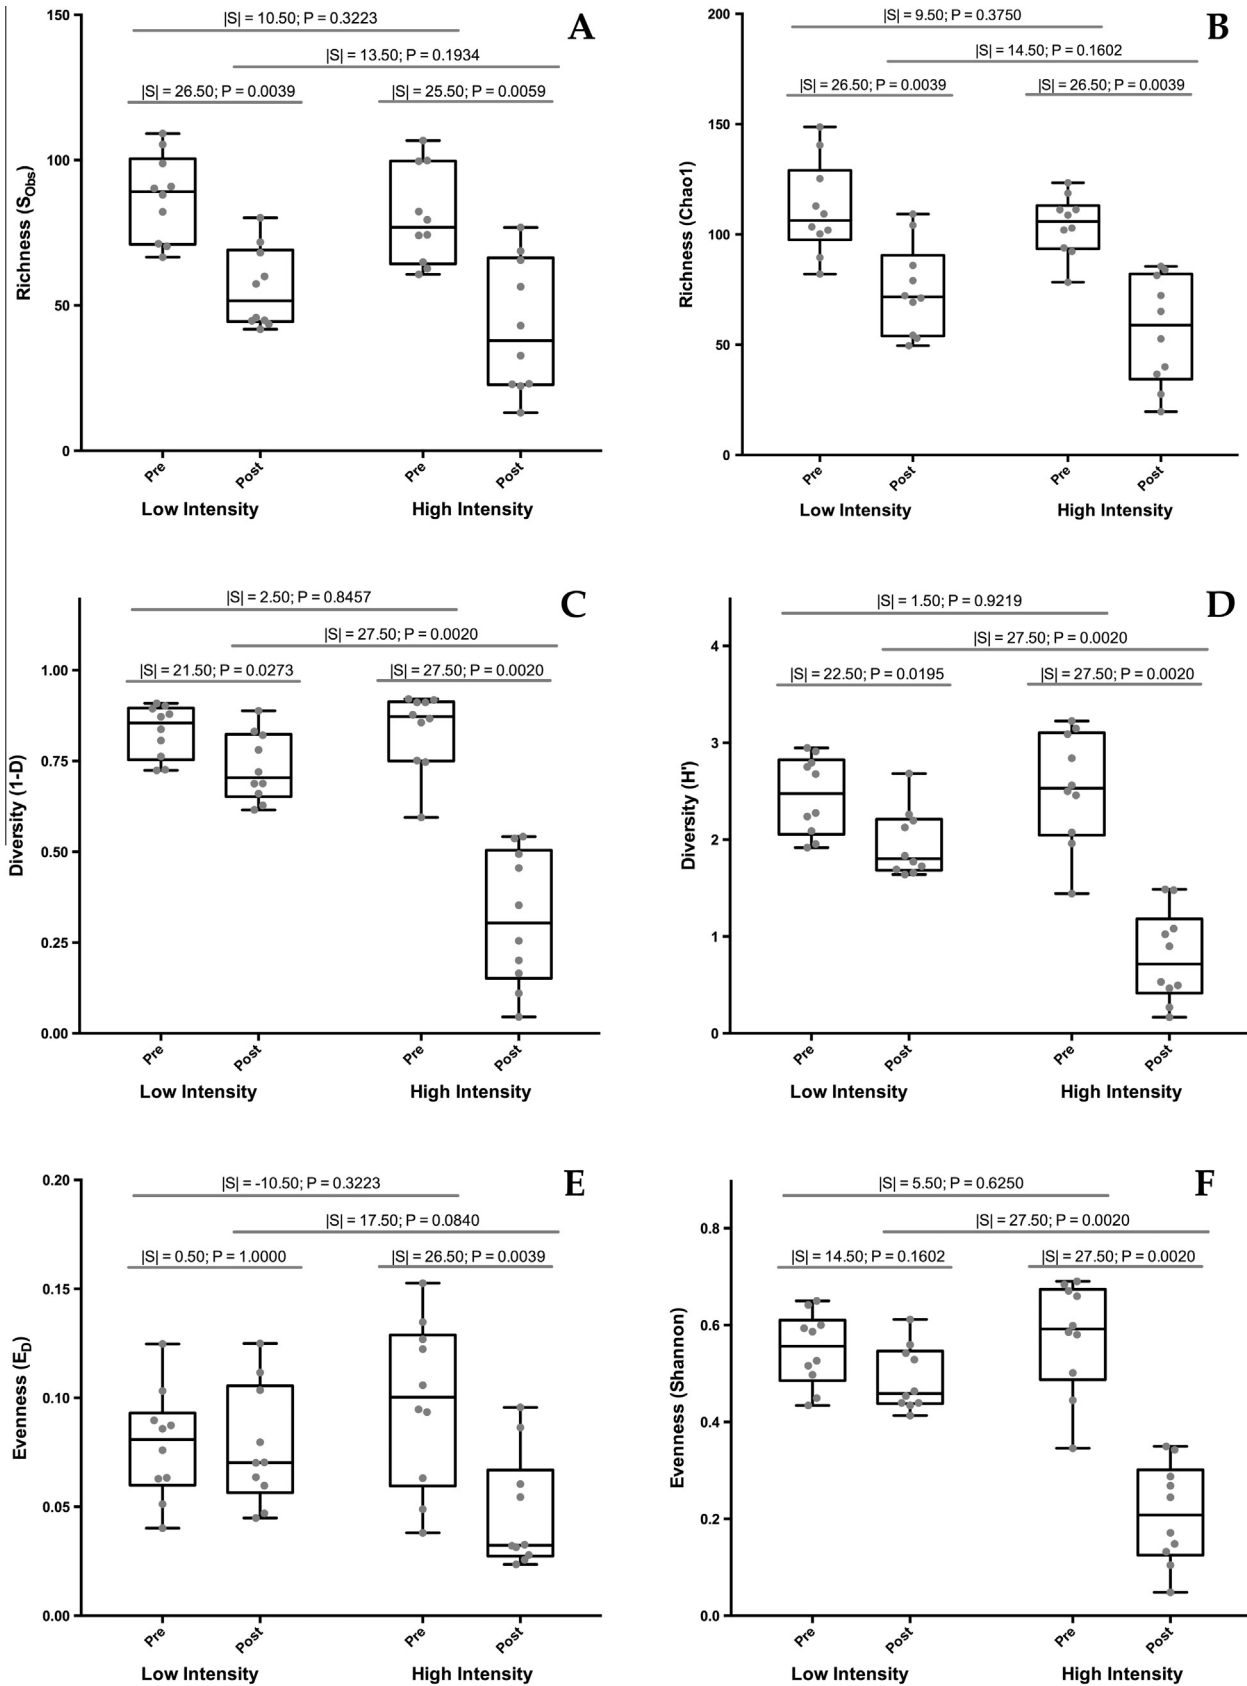 A
|S| = 10.50; P = 0.3223
|S| = 13.50; P = 0.1934
|S| = 26.50; P = 0.0039
|S| = 25.50; P = 0.0059
Richness (SObs)
150
100
50
0
Pre
Post
Pre
Post
Low Intensity
High Intensity
B
|S| = 9.50; P = 0.3750
|S| = 14.50; P = 0.1602
|S| = 26.50; P = 0.0039
|S| = 26.50; P = 0.0039
Richness (Chao1)
200
150
100
50
0
Pre
Post
Pre
Post
Low Intensity
High Intensity
C
|S| = 2.50; P = 0.8457
|S| = 27.50; P = 0.0020
|S| = 21.50; P = 0.0273
|S| = 27.50; P = 0.0020
Diversity (1-D)
1.00
0.75
0.50
0.25
0.00
Pre
Post
Pre
Post
Low Intensity
High Intensity
D
|S| = 1.50; P = 0.9219
|S| = 27.50; P = 0.0020
|S| = 22.50; P = 0.0195
|S| = 27.50; P = 0.0020
Diversity (H')
4
3
2
1
0
Pre
Post
Pre
Post
Low Intensity
High Intensity
E
|S| = -10.50; P = 0.3223
|S| = 17.50; P = 0.0840
|S| = 0.50; P = 1.0000
|S| = 26.50; P = 0.0039
Evenness (ED)
0.20
0.15
0.10
0.05
0.00
Pre
Post
Pre
Post
Low Intensity
High Intensity
F
|S| = 5.50; P = 0.6250
|S| = 27.50; P = 0.0020
|S| = 14.50; P = 0.1602
|S| = 27.50; P = 0.0020
Evenness (Shannon)
0.8
0.6
0.4
0.2
0.0
Pre
Post
Pre
Post
Low Intensity
High Intensity